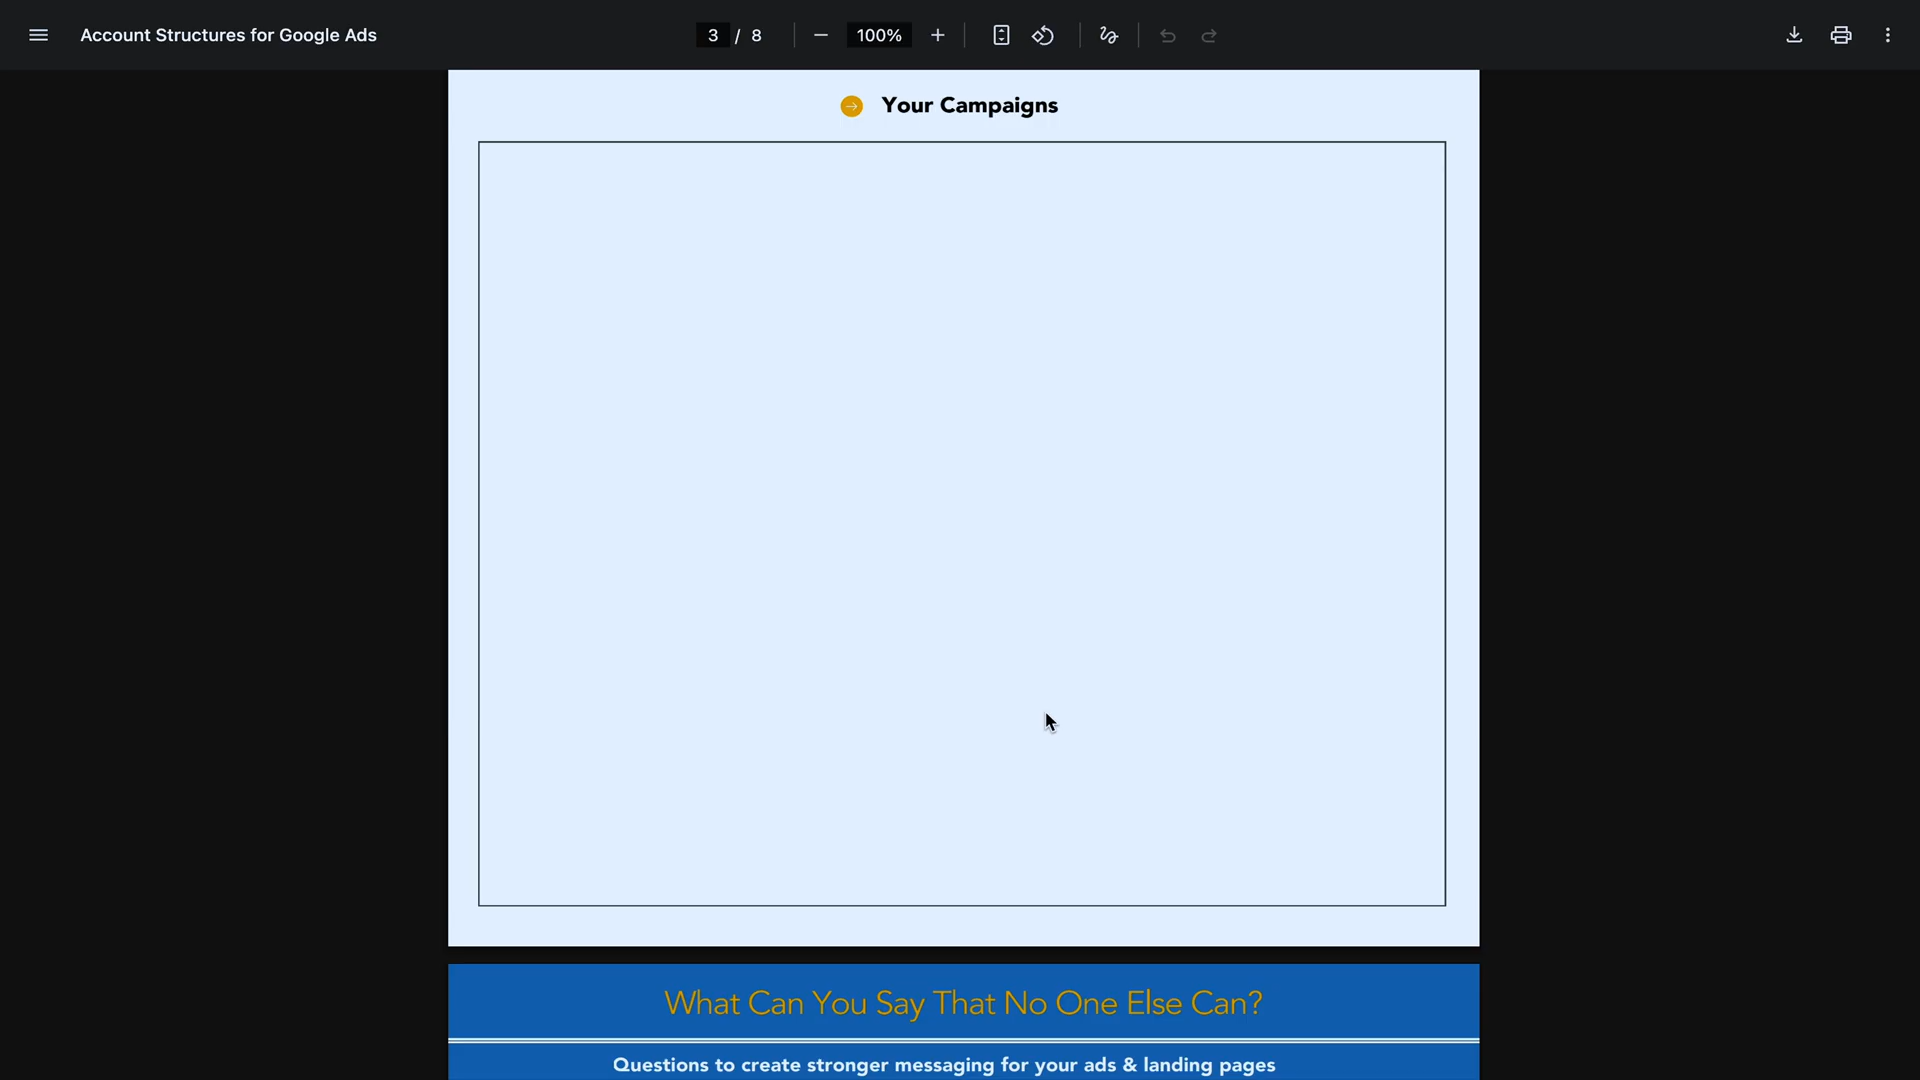 Account Structures for Google Ads
3 / 8
100%
Your Campaigns
What Can You Say That No One Else Can?
Questions to create stronger messaging for your ads & landing pages